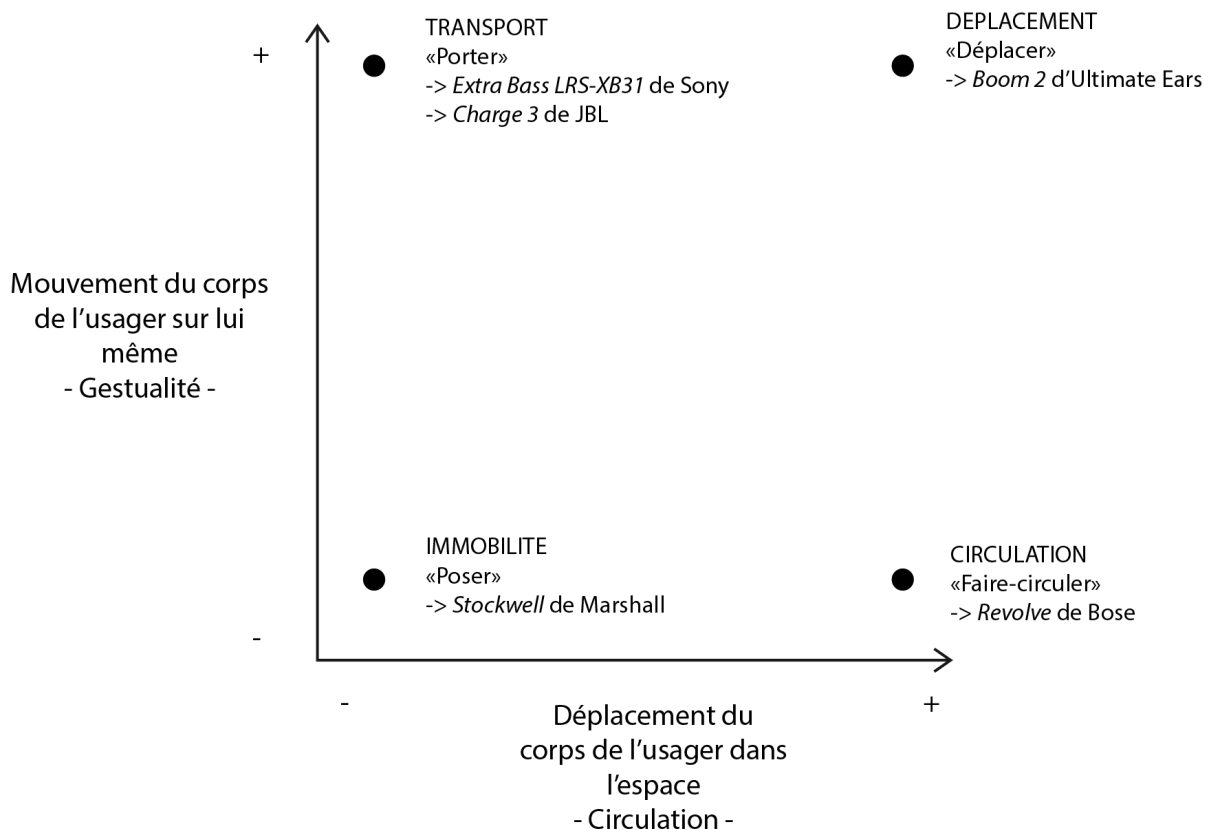 +
TRANSPORT
«Porter»
-> Extra Bass LRS-XB31 de Sony
-> Charge 3 de JBL
DEPLACEMENT
«Déplacer»
-> Boom 2 d’Ultimate Ears
Mouvement du corps
de l’usager sur lui
même
- Gestualité -
IMMOBILITE
«Poser»
-> Stockwell de Marshall
CIRCULATION
«Faire-circuler»
-> Revolve de Bose
-
-
+
Déplacement du
corps de l’usager dans
l’espace
- Circulation -